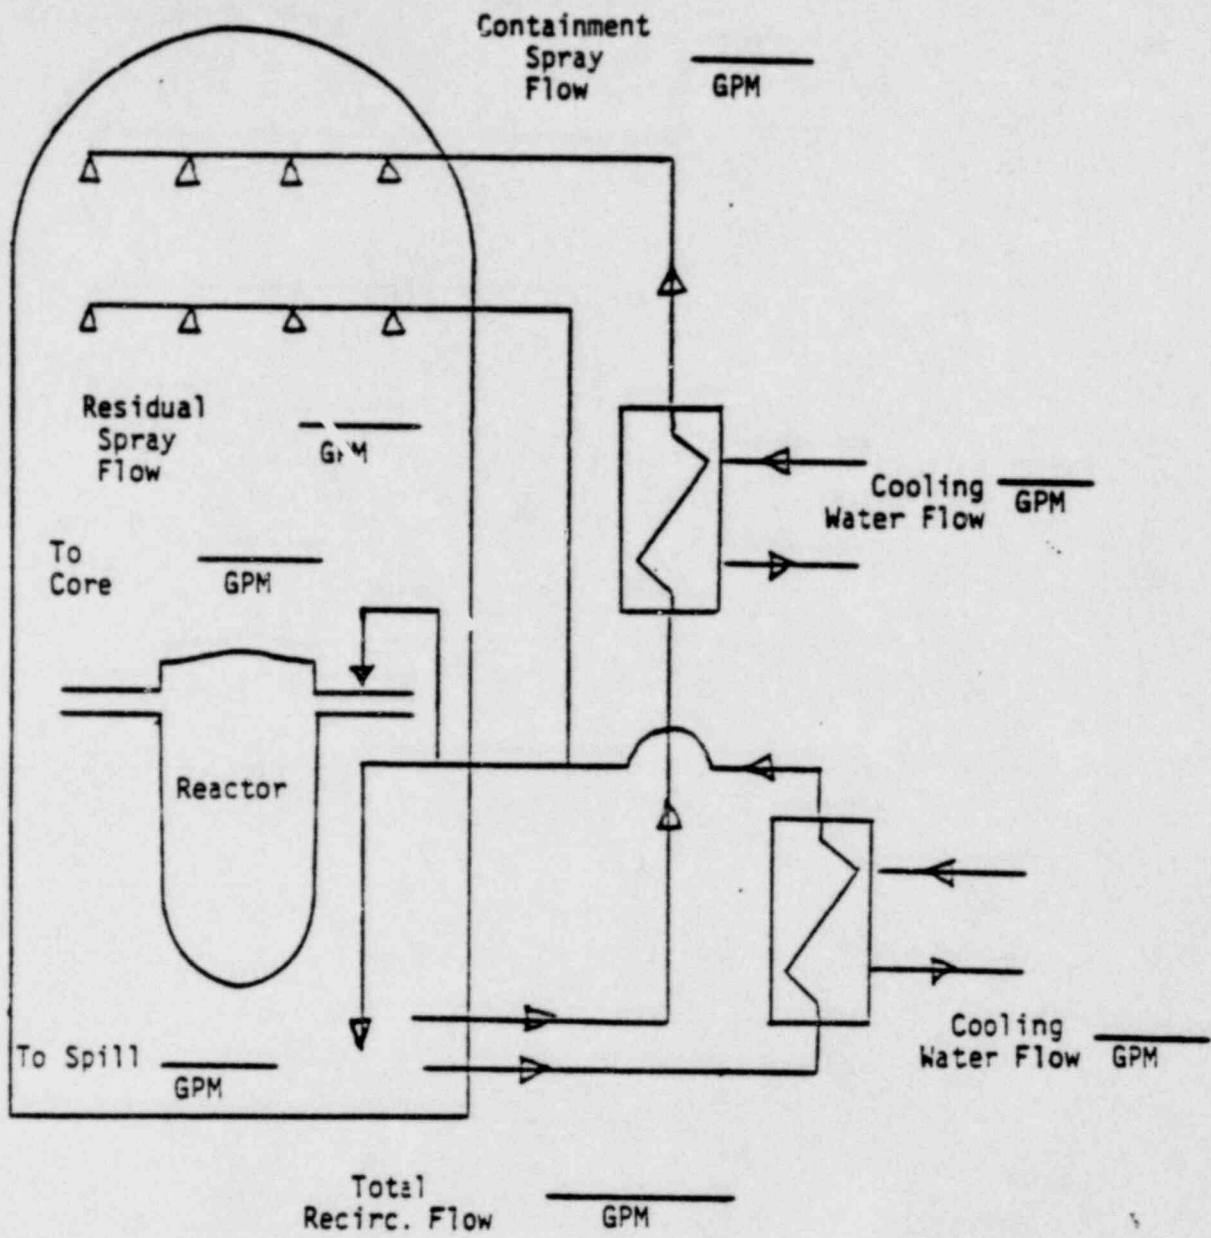 Containment
Spray
Flow
GPM
Residual
Spray
Flow
GPM
Cooling
Water Flow
GPM
To
Core
GPM
Reactor
To Spill
GPM
Cooling
Water Flow
GPM
Total
Recirc. Flow
GPM